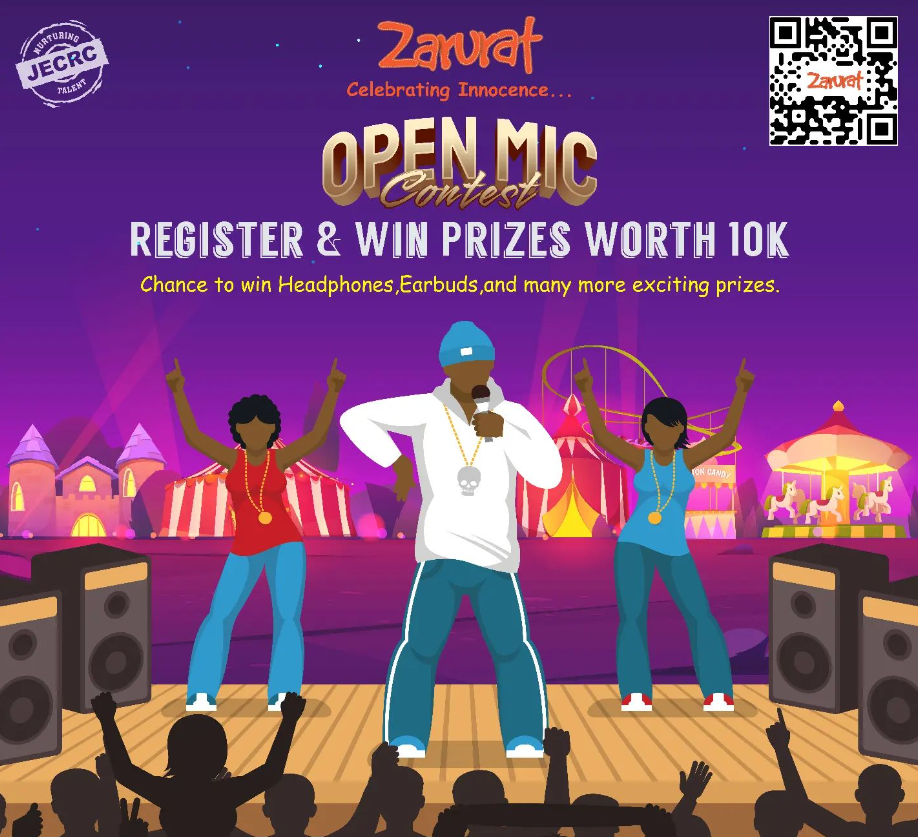 NURTURING
JECRC
TALENT
Zarurat
Celebrating Innocence...
Zarurat
OPEN MIC
Contest
REGISTER & WIN PRIZES WORTH 10K
Chance to win Headphones,Earbuds,and many more exciting prizes.
CANDY